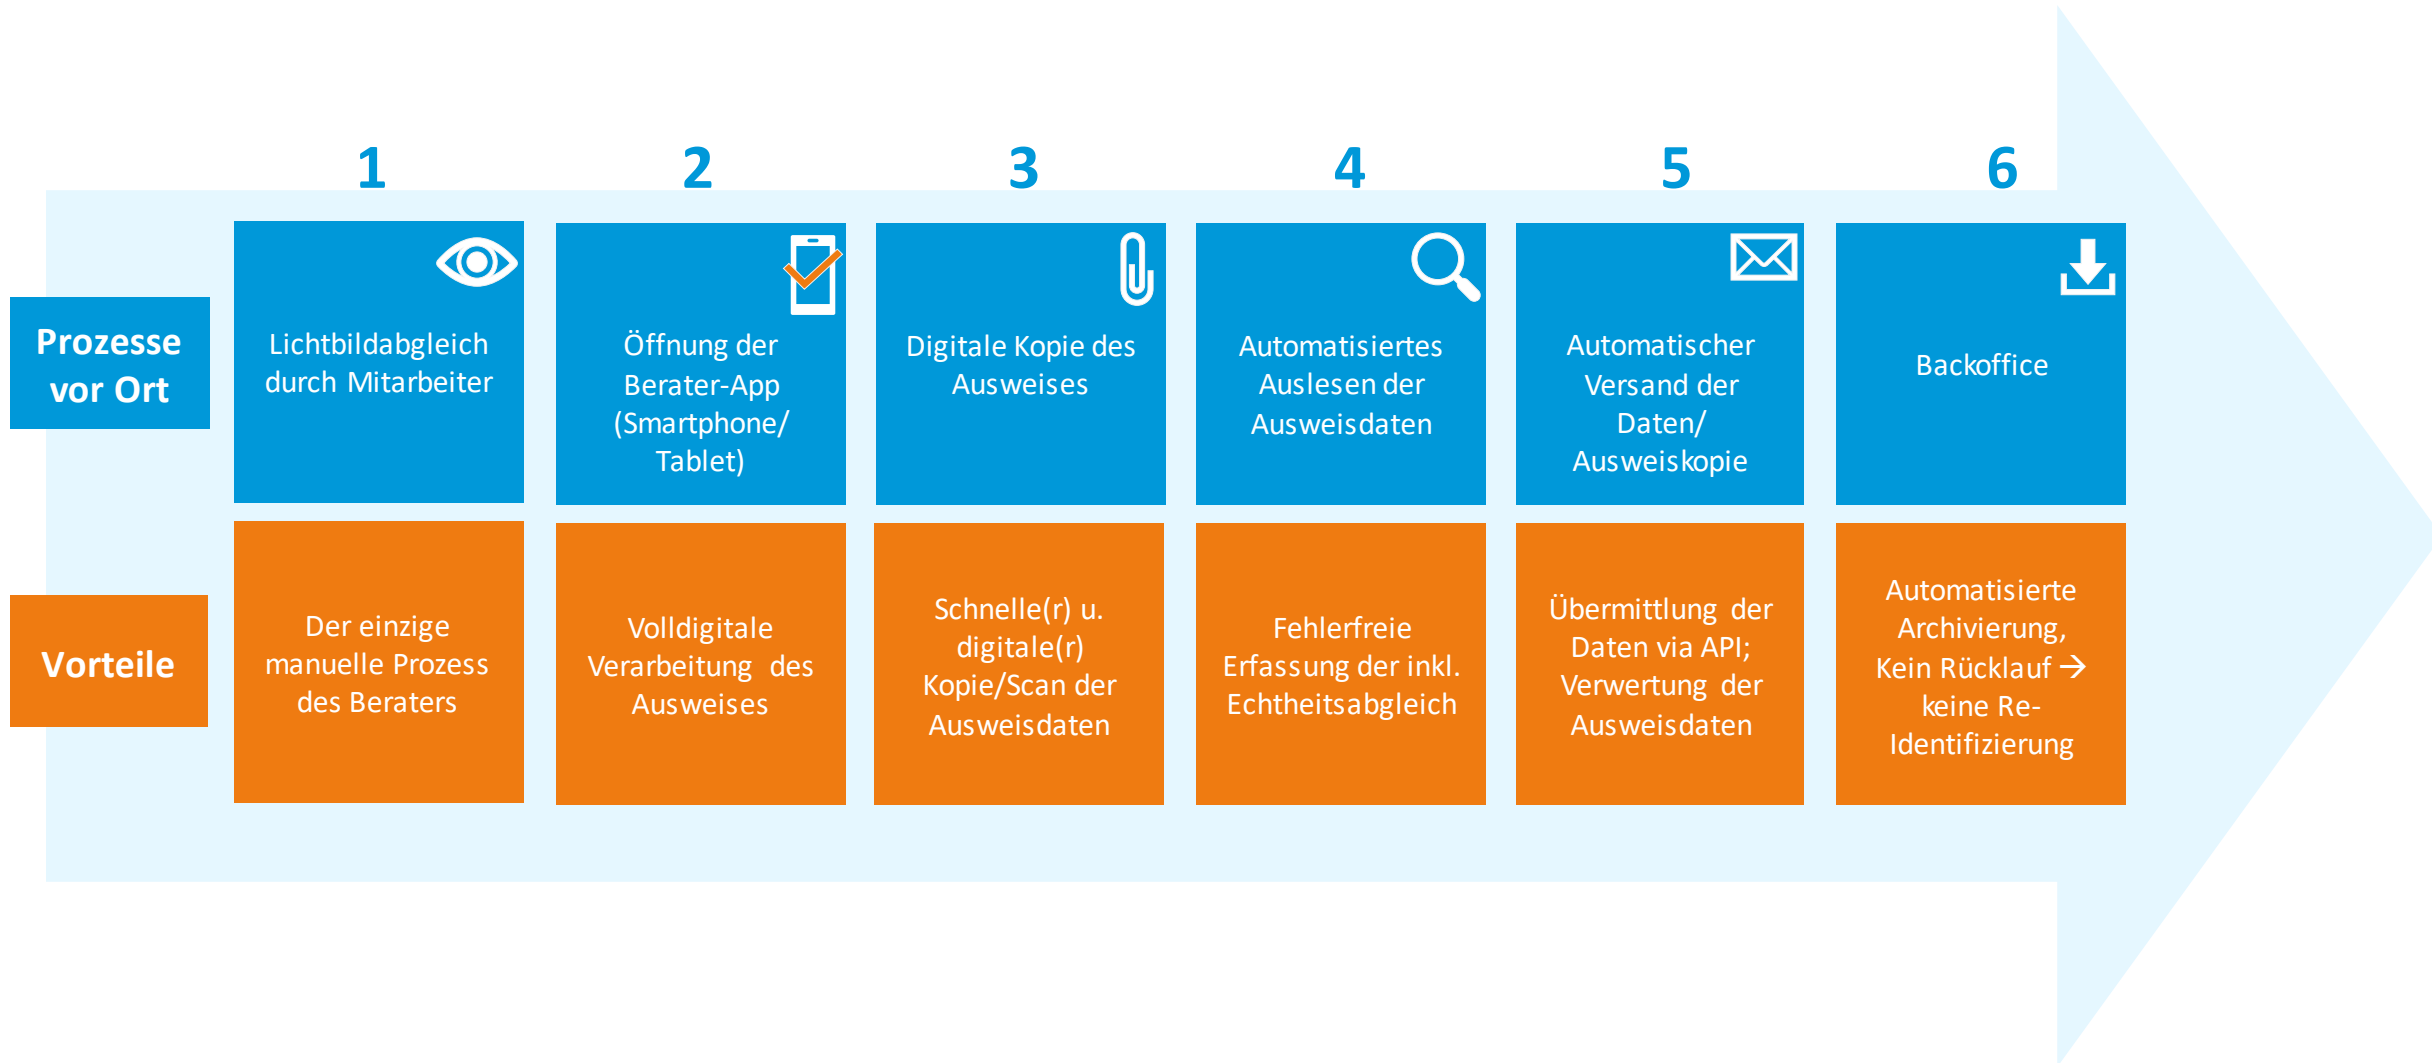 1
2
3
4
5
6
Prozesse
vor Ort
Lichtbildabgleich
durch Mitarbeiter
Öffnung der
Berater-App
(Smartphone/
Tablet)
Digitale Kopie des
Ausweises
Automatisiertes
Auslesen der
Ausweisdaten
Automatischer
Versand der
Daten/
Ausweiskopie
Backoffice
Vorteile
Der einzige
manuelle Prozess
des Beraters
Volldigitale
Verarbeitung des
Ausweises
Schnelle(r) u.
digitale(r)
Kopie/Scan der
Ausweisdaten
Fehlerfreie
Erfassung der inkl.
Echtheitsabgleich
Übermittlung der
Daten via API;
Verwertung der
Ausweisdaten
Automatisierte
Archivierung,
Kein Rücklauf →
keine Re-
Identifizierung